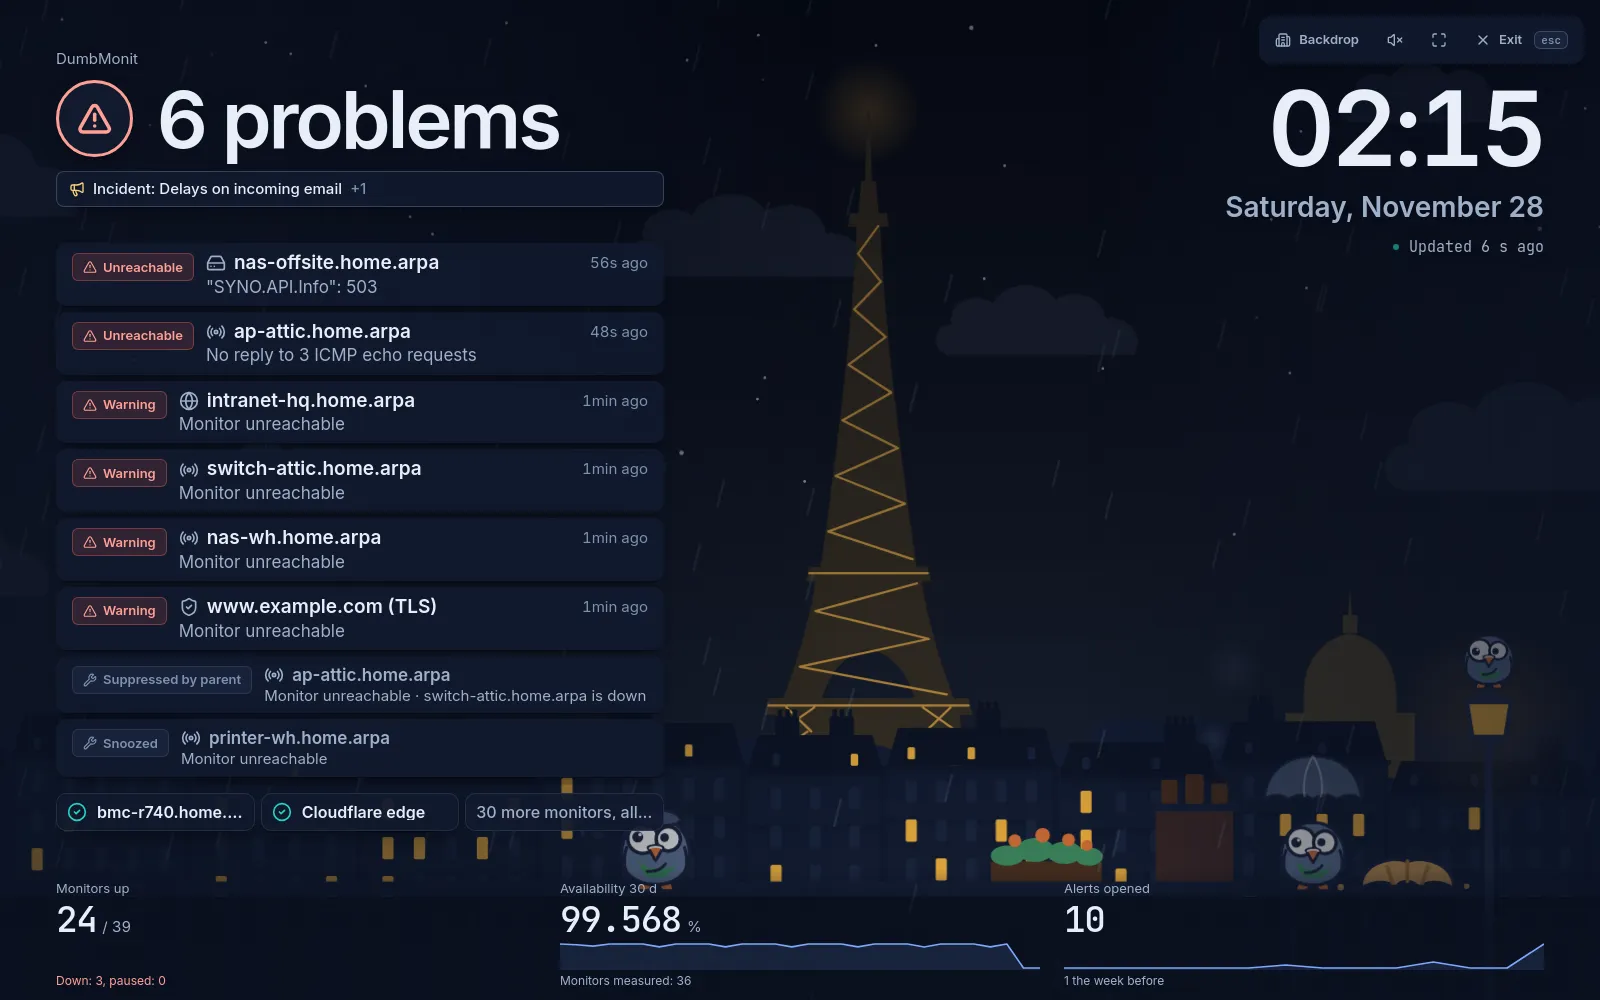 DumbMonit
6 problems
Incident: Delays on incoming email +1
Unreachable nas-offsite.home.arpa 56s ago
"SYNO.API.Info": 503
Unreachable ap-attic.home.arpa 48s ago
No reply to 3 ICMP echo requests
Warning intranet-hq.home.arpa 1min ago
Monitor unreachable
Warning switch-attic.home.arpa 1min ago
Monitor unreachable
Warning nas-wh.home.arpa 1min ago
Monitor unreachable
Warning www.example.com (TLS) 1min ago
Monitor unreachable
Suppressed by parent ap-attic.home.arpa
Monitor unreachable · switch-attic.home.arpa is down
Snoozed printer-wh.home.arpa
Monitor unreachable
bmc-r740.home.... Cloudflare edge 30 more monitors, all...
Backdrop Exit esc
02:15
Saturday, November 28
Updated 6 s ago
Monitors up
24 / 39
Down: 3, paused: 0
Availability 30 d
99.568 %
Monitors measured: 36
Alerts opened
10
1 the week before